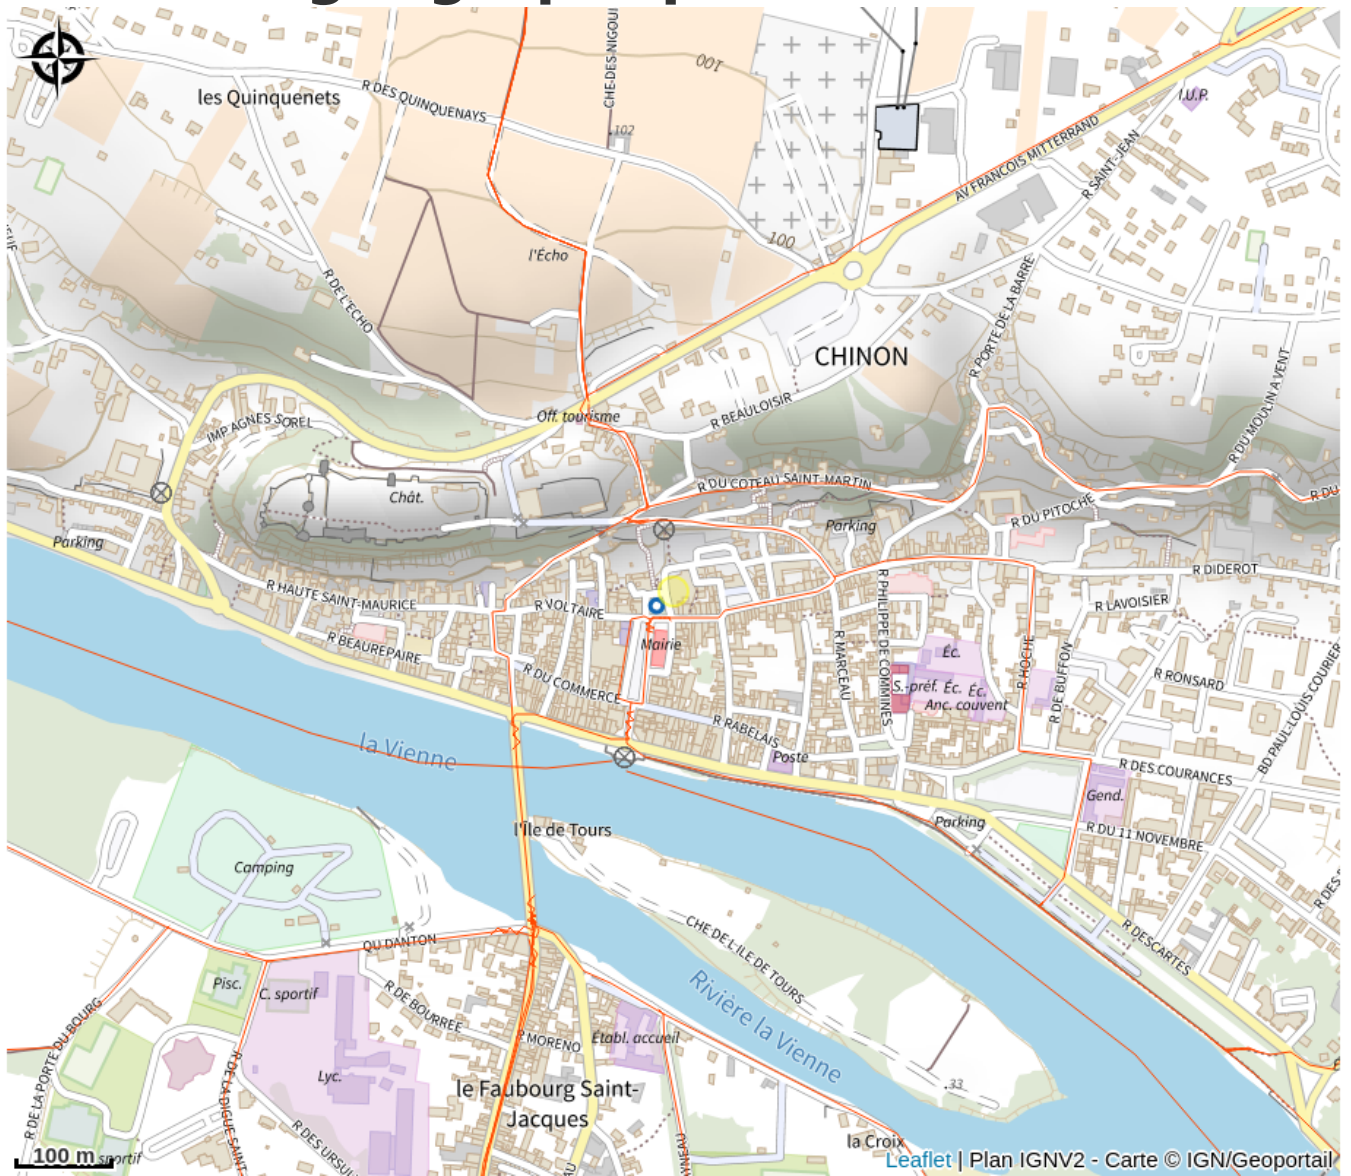 les Quinquenets
R DES QUINQUENAYS
CHE-DES-NIGOUI
100
102
I.U.P.
AV FRANCOIS MITTERRAND
R SAINT-JEAN
100
l'Écho
R DE L'ECHO
R PORTE DE LA BARRE
CHINON
R DU MOULIN A VENT
IMP AGNES SOREL
Off. tourisme
R BEAULOISIR
Chât.
R DU COTEAU SAINT-MARTIN
R DU
Parking
Parking
R DU PITOCHE
R DIDEROT
R HAUTE SAINT-MAURICE
R VOLTAIRE
R LAVOISIER
R BEAUREPAIRE
Mairie
R MARCEAU
R PHILIPPE DE COMMINES
Éc.
R HOCHE
R DE BUFFON
R RONSARD
BD PAUL-LOUIS COURIER
R DU COMMERCE
S.-préf.
Éc.
Éc.
Anc. couvent
R RABELAIS
la Vienne
Poste
R DES COURANCES
Gend.
l'Île de Tours
Parking
R DU 11 NOVEMBRE
Camping
R DES
CHE DE L'ILE DE TOURS
R DESCARTES
QU DANTON
Pisc.
C. sportif
R DE BOURREE
Rivière la Vienne
R DE LA PORTE DU BOURG
R MORENO
Établ. accueil
Lyc.
R DE LA DIGUE SAINT
le Faubourg Saint-
Jacques
33
R DES URSUL
la Croix
100 m
sportif
Leaflet | Plan IGNV2 - Carte © IGN/Geoportail